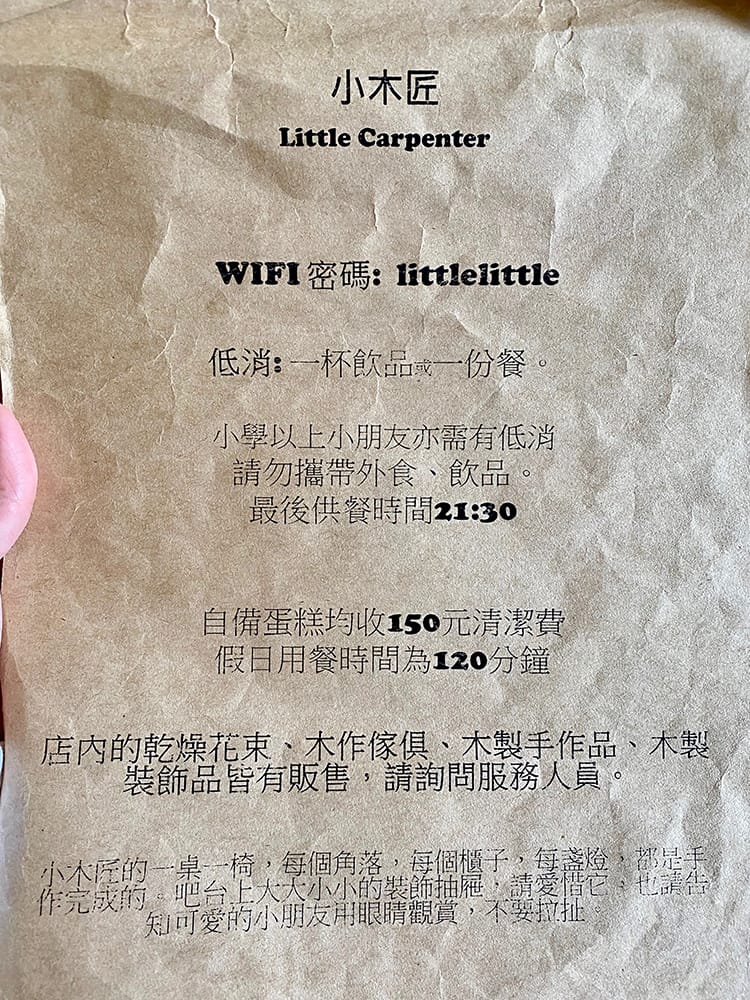 小木匠
Little Carpenter
WIFI 密碼: littlelittle
低消: 一杯飲品或一份餐。
小學以上小朋友亦需有低消
請勿攜帶外食、飲品。
最後供餐時間21:30
自備蛋糕均收150元清潔費
假日用餐時間為120分鐘
店內的乾燥花束、木作傢俱、木製手作品、木製
裝飾品皆有販售，請詢問服務人員。
小木匠的一桌一椅，每個角落，每個櫃子，每盞燈，都是手
作完成的。吧台上大大小小的裝飾抽屜，請愛惜它，也請告
知可愛的小朋友用眼睛觀賞，不要拉扯。